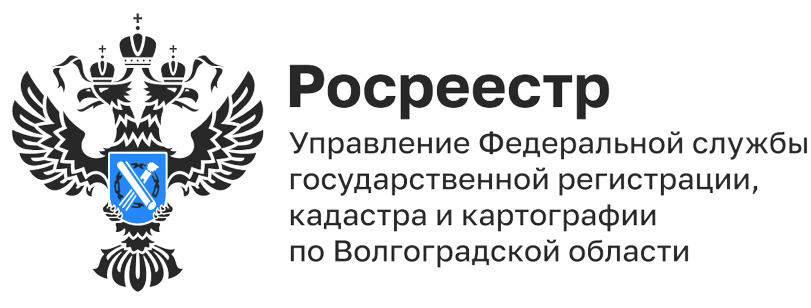 Росреестр
Управление Федеральной службы
государственной регистрации,
кадастра и картографии
по Волгоградской области